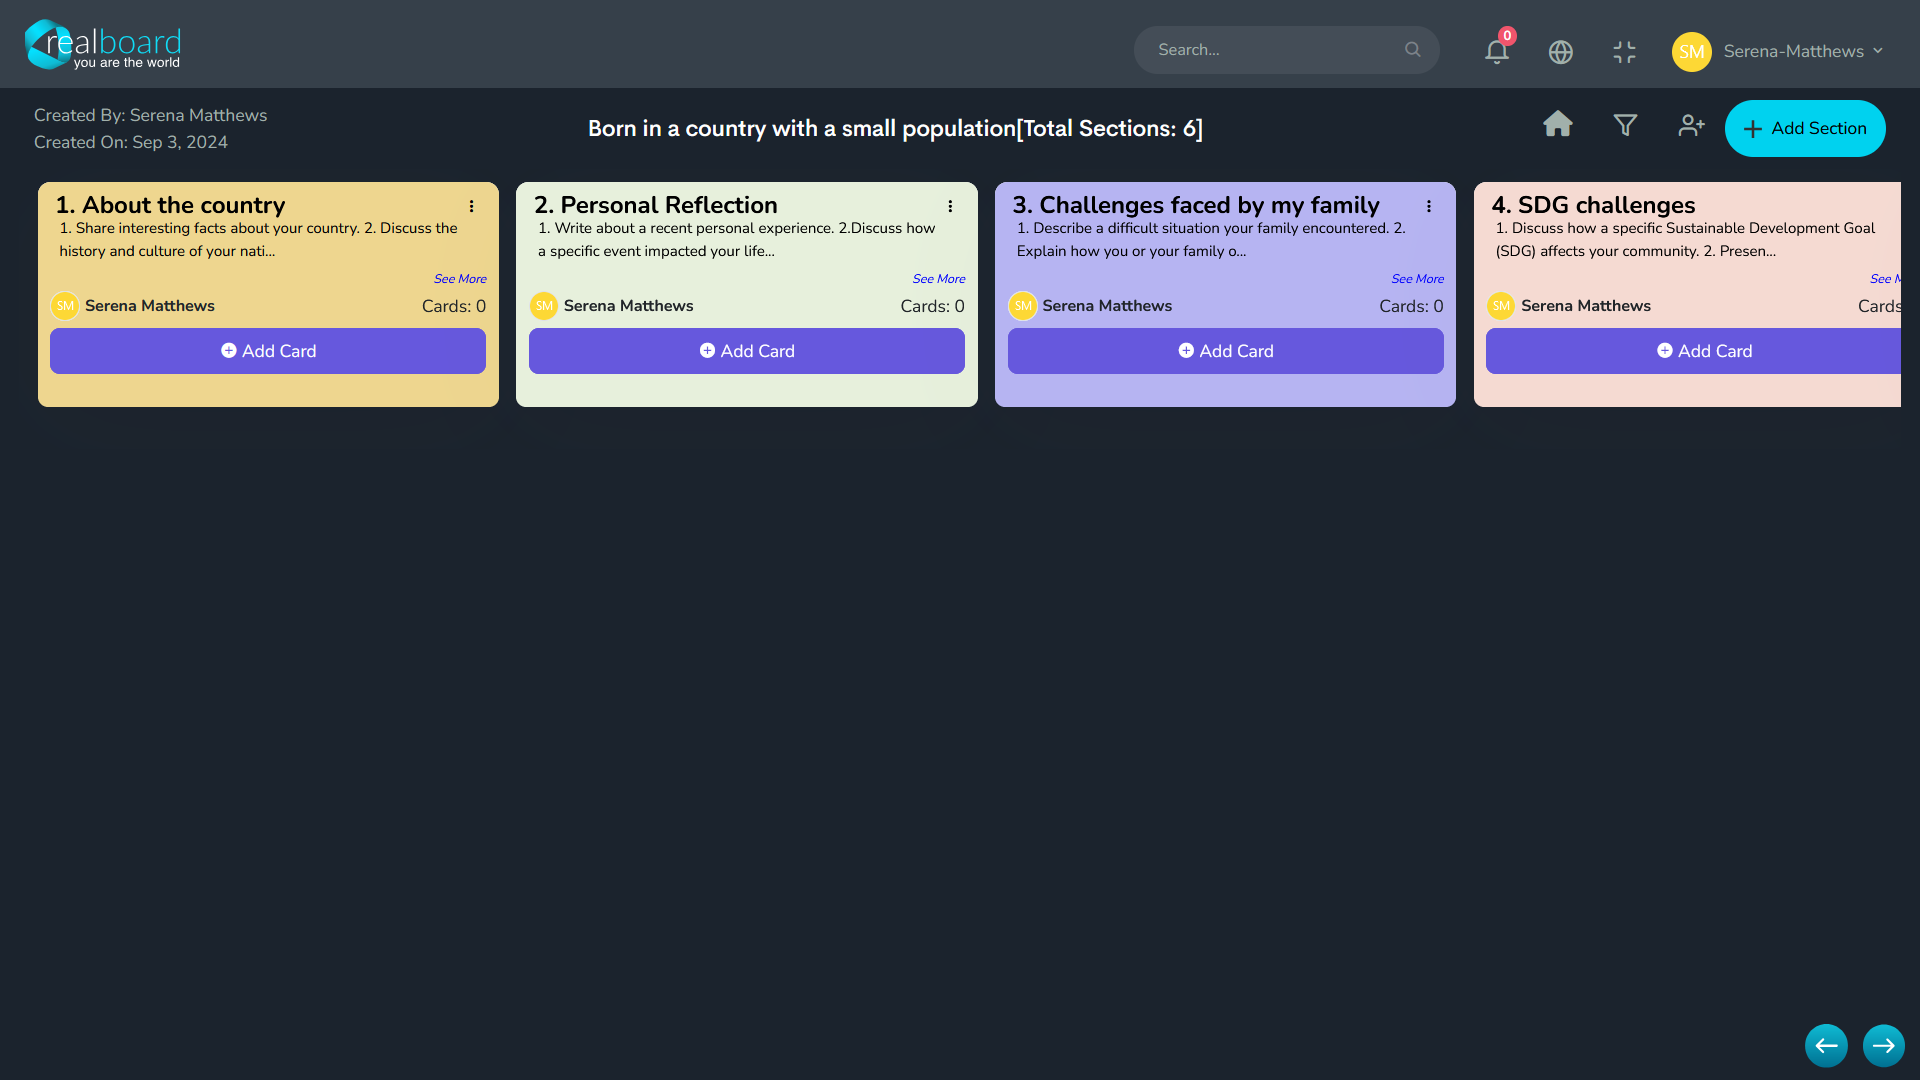 realboard
you are the world
Search...
0
SM
Serena-Matthews
Created By: Serena Matthews
Created On: Sep 3, 2024
Born in a country with a small population[Total Sections: 6]
Add Section
1. About the country
1. Share interesting facts about your country. 2. Discuss the
history and culture of your nati...
See More
SM
Serena Matthews
Cards: 0
Add Card
2. Personal Reflection
1. Write about a recent personal experience. 2.Discuss how
a specific event impacted your life...
See More
SM
Serena Matthews
Cards: 0
Add Card
3. Challenges faced by my family
1. Describe a difficult situation your family encountered. 2.
Explain how you or your family o...
See More
SM
Serena Matthews
Cards: 0
Add Card
4. SDG challenges
1. Discuss how a specific Sustainable Development Goal
(SDG) affects your community. 2. Presen...
See M
SM
Serena Matthews
Cards
Add Card